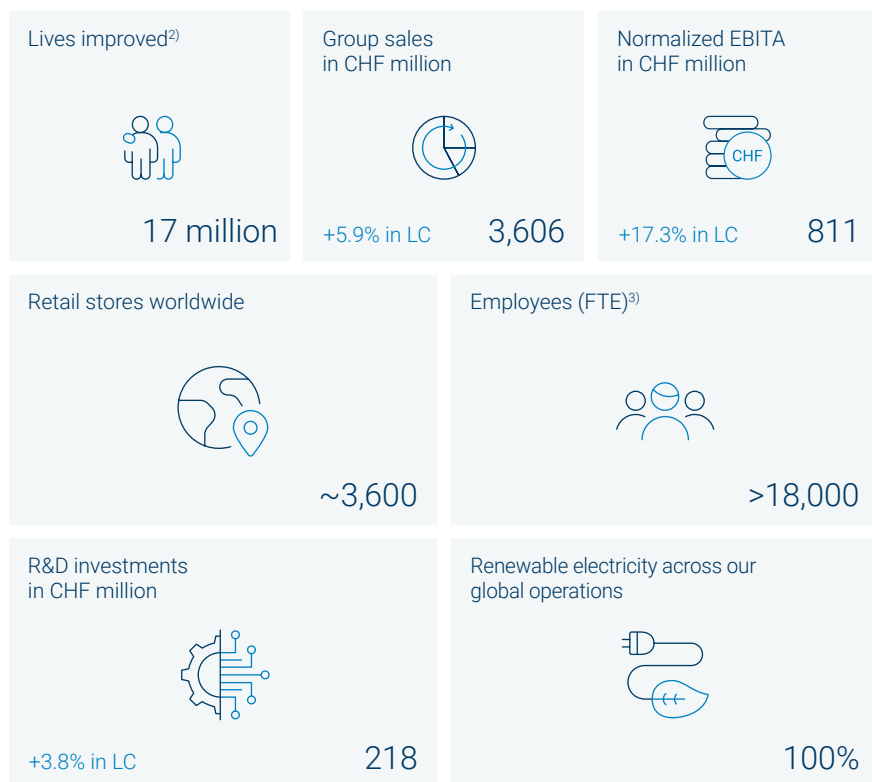 Lives improved2)
17 million
Group sales
in CHF million
+5.9% in LC 3,606
Normalized EBITA
in CHF million
CHF
+17.3% in LC 811
Retail stores worldwide
~3,600
Employees (FTE)3)
>18,000
R&D investments
in CHF million
+3.8% in LC 218
Renewable electricity across our
global operations
100%